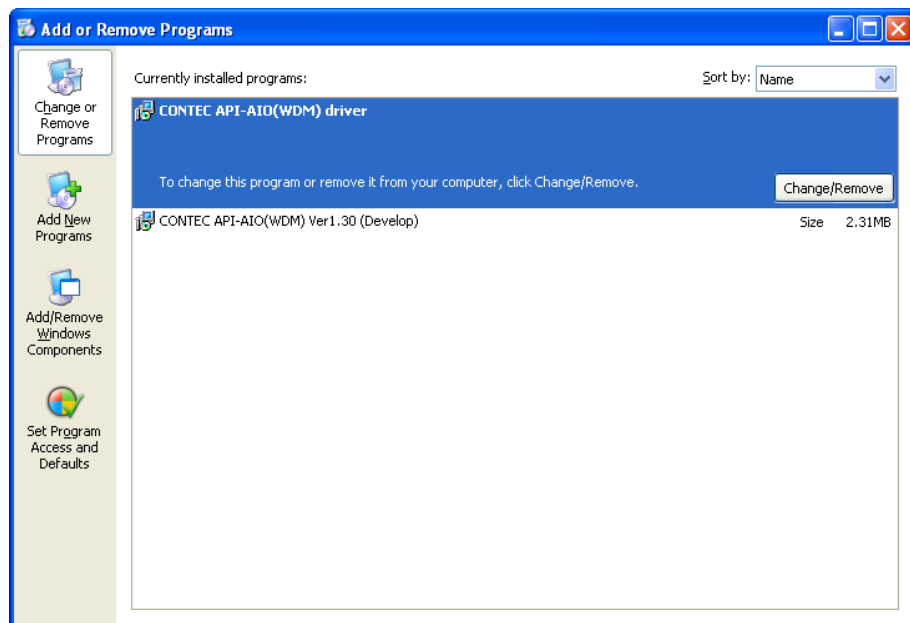 Add or Remove Programs
Change or
Remove
Programs
Currently installed programs:
Sort by:
Name
CONTEC API-AIO(WDM) driver
To change this program or remove it from your computer, click Change/Remove.
Change/Remove
CONTEC API-AIO(WDM) Ver1.30 (Develop)
Size 2.31MB
Add New
Programs
Add/Remove
Windows
Components
Set Program
Access and
Defaults